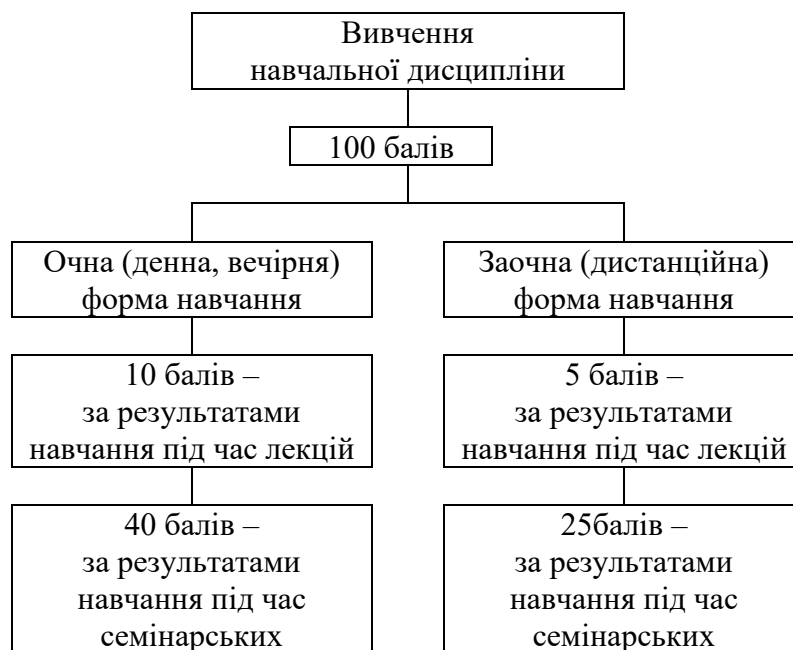 Вивчення
навчальної дисципліни
100 балів
Очна (денна, вечірня)
форма навчання
Заочна (дистанційна)
форма навчання
10 балів –
за результатами
навчання під час лекцій
5 балів –
за результатами
навчання під час лекцій
40 балів –
за результатами
навчання під час
семінарських
25балів –
за результатами
навчання під час
семінарських